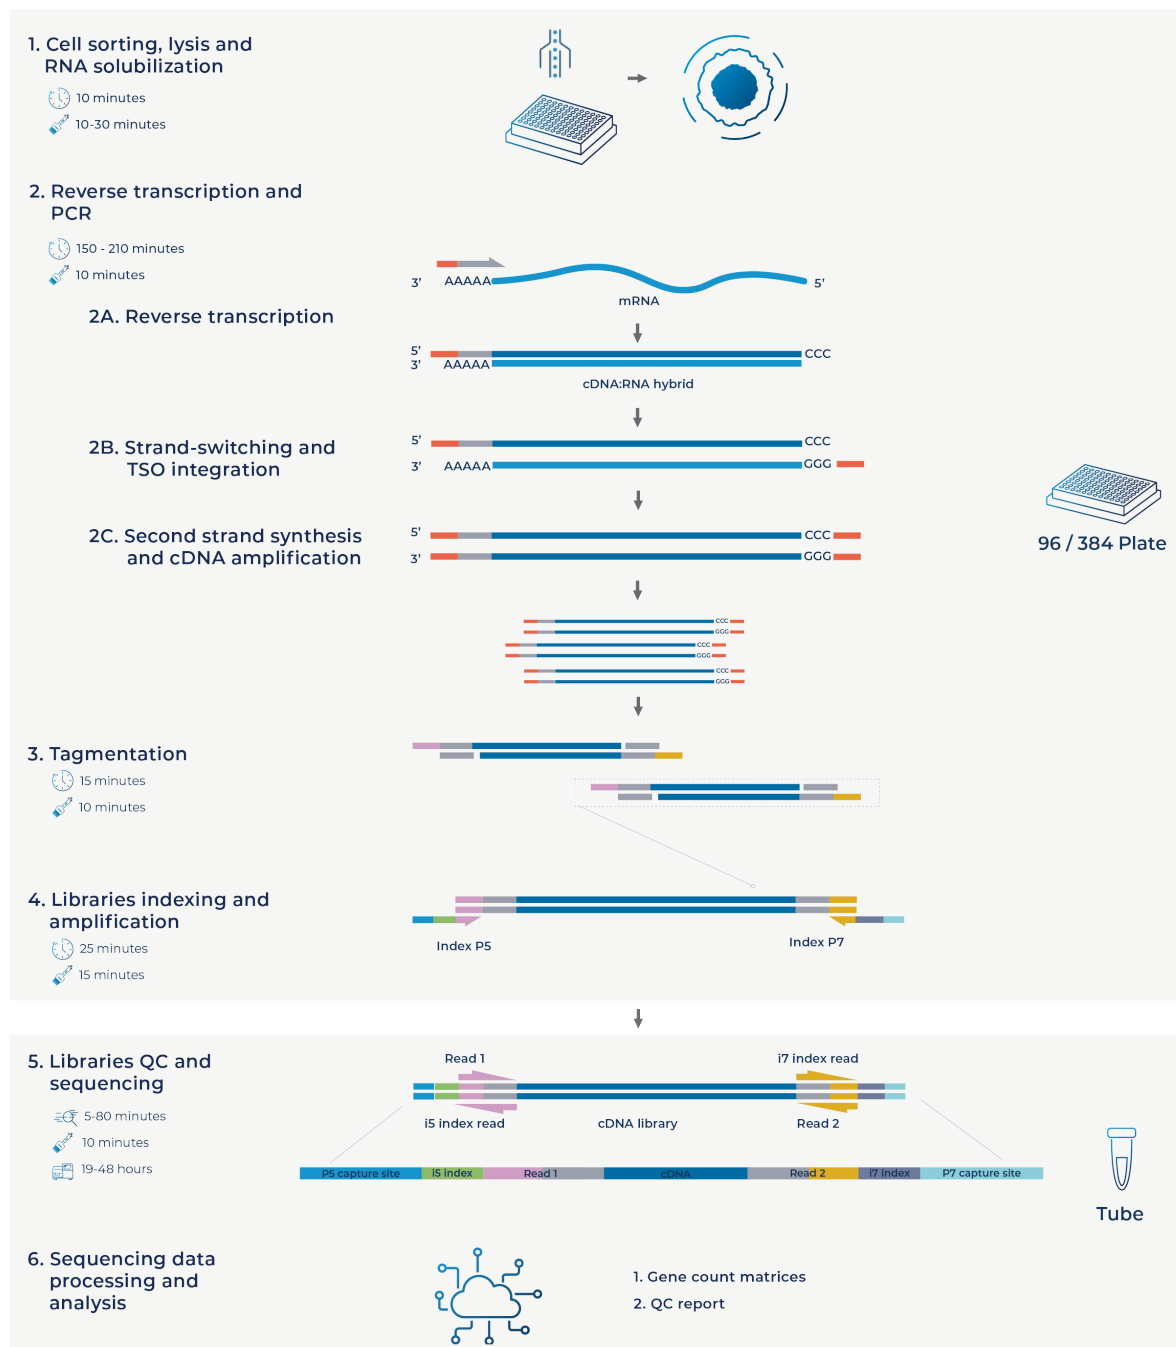 1. Cell sorting, lysis and
RNA solubilization
10 minutes
10-30 minutes
2. Reverse transcription and
PCR
150 - 210 minutes
10 minutes
3’ AAAAA 5’
mRNA
2A. Reverse transcription
5’ CCC
3’ AAAAA
cDNA:RNA hybrid
2B. Strand-switching and
TSO integration
5’ CCC
3’ AAAAA GGG
2C. Second strand synthesis
and cDNA amplification
5’ CCC
3’ GGG
96 / 384 Plate
CCC
GGG
CCC
GGG
CCC
GGG
3. Tagmentation
15 minutes
10 minutes
4. Libraries indexing and
amplification
25 minutes
15 minutes
Index P5
Index P7
5. Libraries QC and
sequencing
5-80 minutes
10 minutes
19-48 hours
Read 1
i7 index read
i5 index read
cDNA library
Read 2
P5 capture site i5 index Read 1 cDNA Read 2 i7 index P7 capture site
Tube
6. Sequencing data
processing and
analysis
1. Gene count matrices
2. QC report